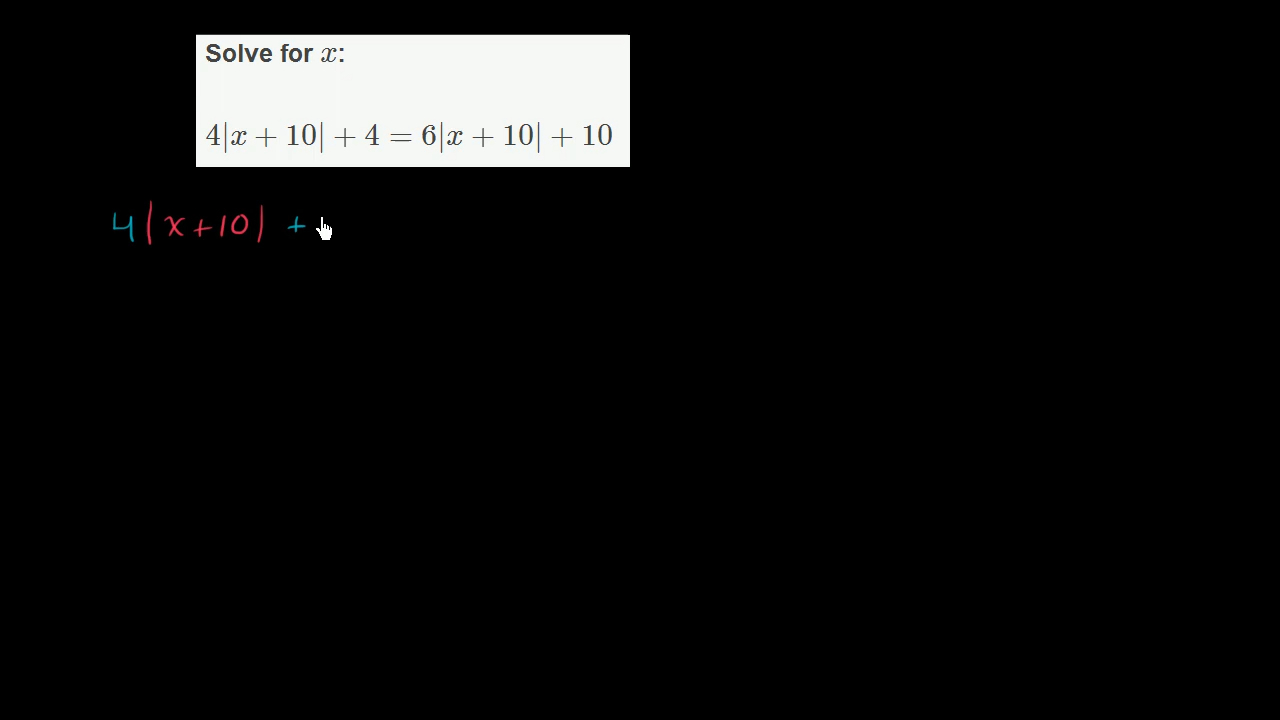 Solve for x:
4|x + 10| + 4 = 6|x + 10| + 10
4|x+10| +